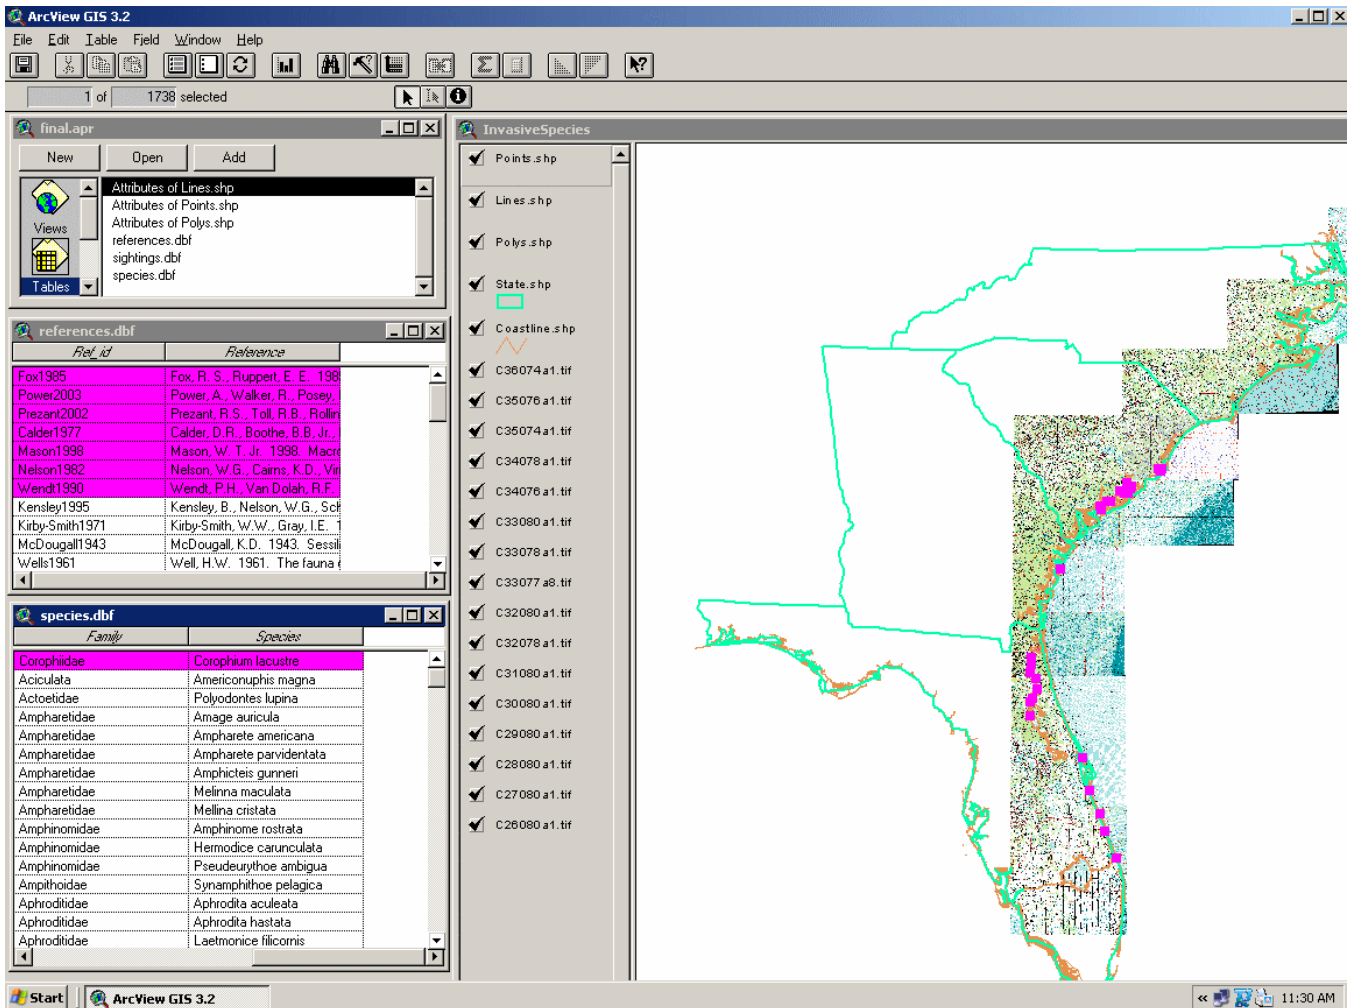 ArcView GIS 3.2
File Edit Table Field Window Help
1 of 1738 selected
final.apr
New Open Add
Views
Tables
Attributes of Lines.shp
Attributes of Points.shp
Attributes of Polys.shp
references.dbf
sightings.dbf
species.dbf
references.dbf
Ref_id Reference
Fox1985 Fox, R. S., Ruppert, E. E. 198
Power2003 Power, A., Walker, R., Posey,
Prezant2002 Prezant, R.S., Toll, R.B., Rollin
Calder1977 Calder, D.R., Boothe, B.B, Jr.,
Mason1998 Mason, W. T. Jr. 1998. Macro
Nelson1982 Nelson, W.G., Cairns, K.D., Vir
Wendt1990 Wendt, P.H., Van Dolah, R.F.
Kensley1995 Kensley, B., Nelson, W.G., Sch
Kirby-Smith1971 Kirby-Smith, W.W., Gray, I.E. 1
McDougall1943 McDougall, K.D. 1943. Sessil
Wells1961 Well, H.W. 1961. The fauna
species.dbf
Family Species
Corophiidae Corophium lacustre
Aciculata Americonuphis magna
Actoetidae Polyodontes lupina
Ampharetidae Amage auricula
Ampharetidae Ampharete americana
Ampharetidae Ampharete parvidentata
Ampharetidae Amphicteis gunneri
Ampharetidae Melinna maculata
Ampharetidae Mellina cristata
Amphinomidae Amphinome rostrata
Amphinomidae Hermodice carunculata
Amphinomidae Pseudeurythoe ambigua
Ampithoidae Synamphithoe pelagica
Aphroditidae Aphrodita aculeata
Aphroditidae Aphrodita hastata
Aphroditidae Laetmonice filicornis
InvasiveSpecies
Points.shp
Lines.shp
Polys.shp
State.shp
Coastline.shp
C36074a1.tif
C35076a1.tif
C35074a1.tif
C34078a1.tif
C34076a1.tif
C33080a1.tif
C33078a1.tif
C33077a8.tif
C32080a1.tif
C32078a1.tif
C31080a1.tif
C30080a1.tif
C29080a1.tif
C28080a1.tif
C27080a1.tif
C26080a1.tif
Start ArcView GIS 3.2 11:30 AM